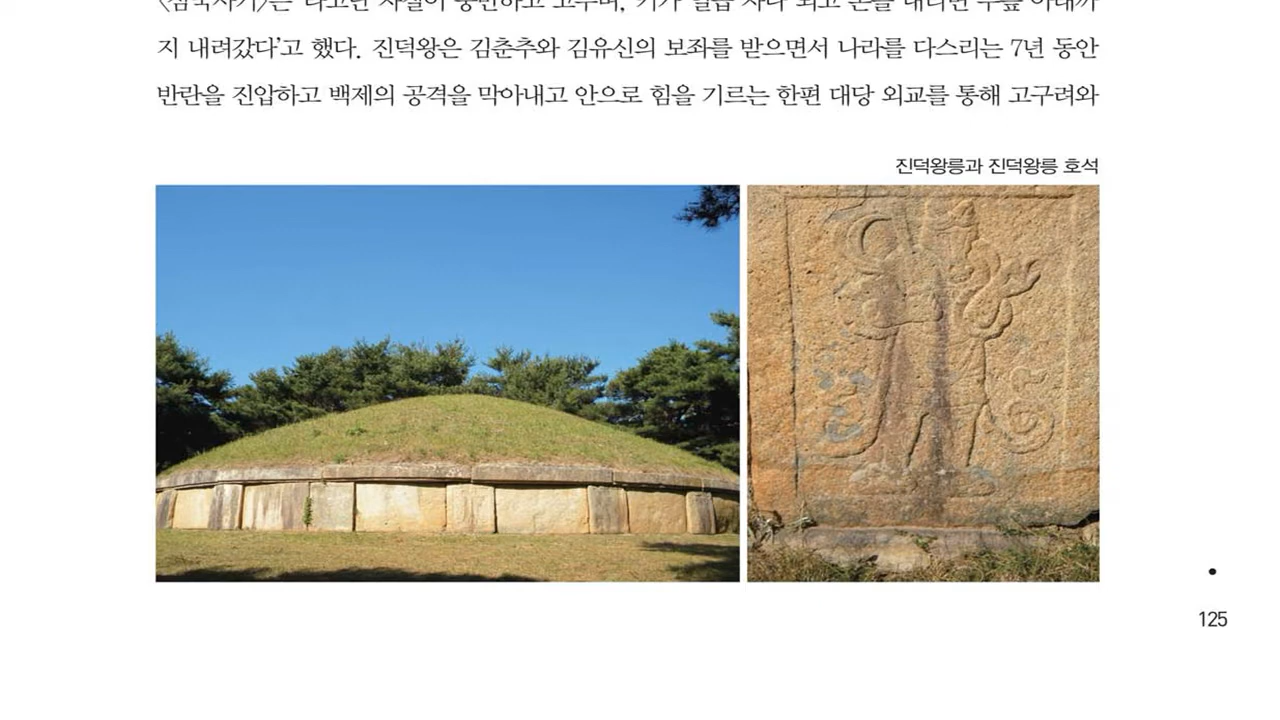 지 내려갔다’고 했다. 진덕왕은 김춘추와 김유신의 보좌를 받으면서 나라를 다스리는 7년 동안
반란을 진압하고 백제의 공격을 막아내고 안으로 힘을 기르는 한편 대당 외교를 통해 고구려와
진덕왕릉과 진덕왕릉 호석
125